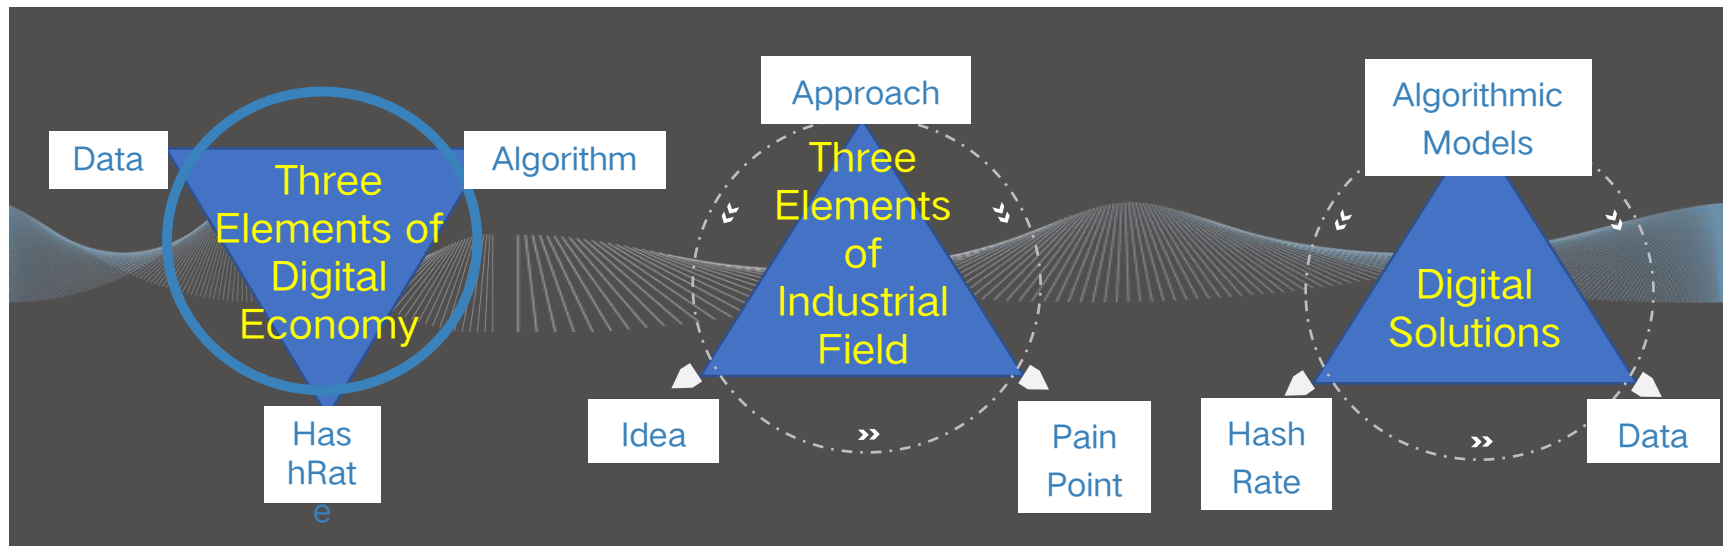 Data
Algorithm
Three
Elements of
Digital
Economy
Has
hRat
e
Approach
Three
Elements
of
Industrial
Field
Idea
Pain
Point
Algorithmic
Models
Digital
Solutions
Hash
Rate
Data